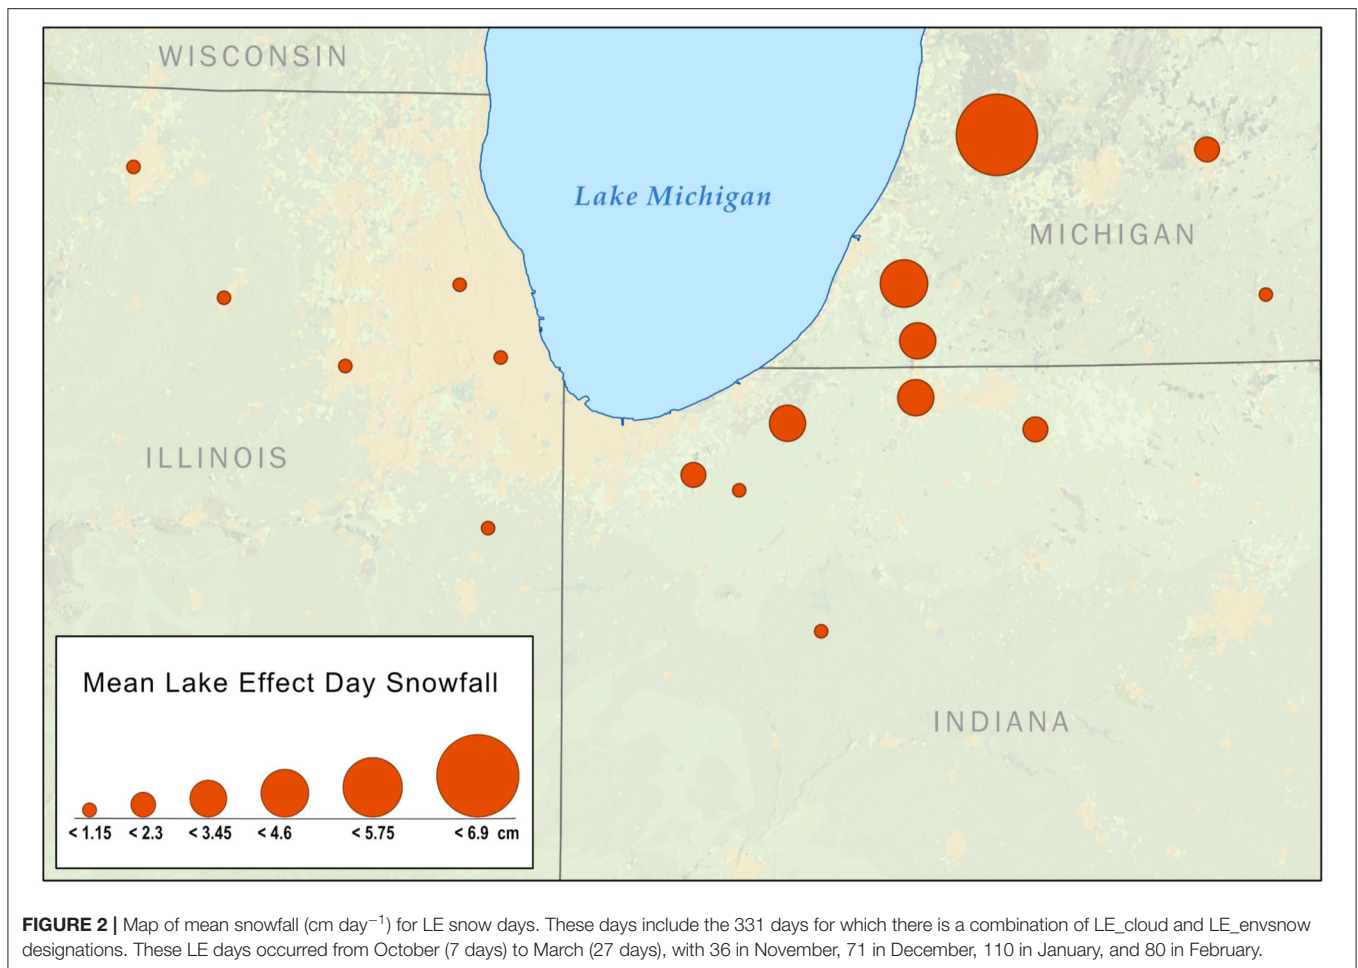 WISCONSIN
Lake Michigan
MICHIGAN
ILLINOIS
INDIANA
Mean Lake Effect Day Snowfall
< 1.15 < 2.3 < 3.45 < 4.6 < 5.75 < 6.9 cm
FIGURE 2 | Map of mean snowfall (cm day⁻¹) for LE snow days. These days include the 331 days for which there is a combination of LE_cloud and LE_envsnow
designations. These LE days occurred from October (7 days) to March (27 days), with 36 in November, 71 in December, 110 in January, and 80 in February.